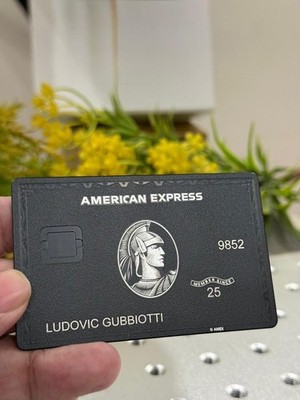 AMERICAN EXPRESS
9852
MEMBER SINCE
25
LUDOVIC GUBBIOTTI
© AMEX